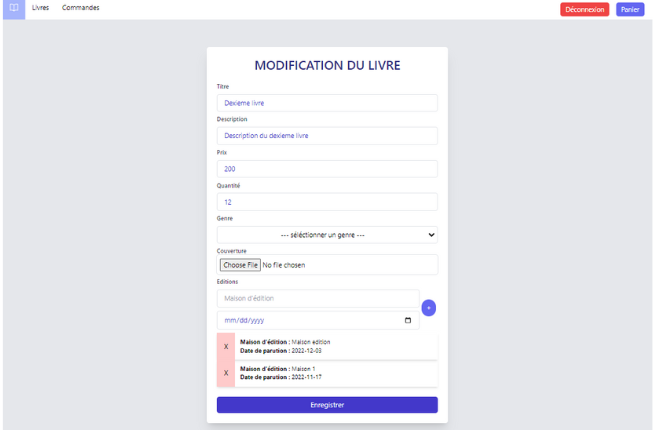 Livres Commandes Déconnexion Panier
MODIFICATION DU LIVRE
Titre
Dexieme livre
Description
Description du dexieme livre
Prix
200
Quantité
12
Genre
--- séléctionner un genre ---
Couverture
Choose File No file chosen
Editions
Maison d'édition
+
mm/dd/yyyy
X
Maison d'édition : Maison edition
Date de parution : 2022-12-03
X
Maison d'édition : Maison 1
Date de parution : 2022-11-17
Enregistrer